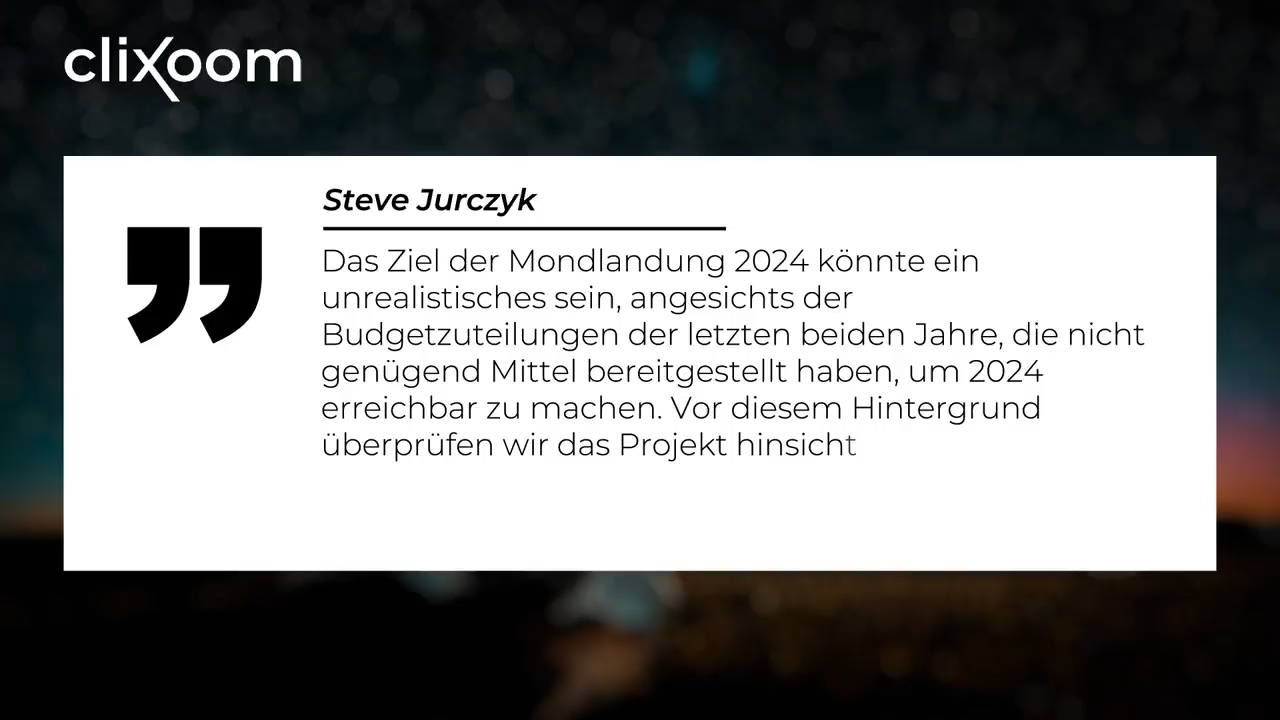 clixoom
Steve Jurczyk
Das Ziel der Mondlandung 2024 könnte ein
unrealistisches sein, angesichts der
Budgetzuteilungen der letzten beiden Jahre, die nicht
genügend Mittel bereitgestellt haben, um 2024
erreichbar zu machen. Vor diesem Hintergrund
überprüfen wir das Projekt hinsicht